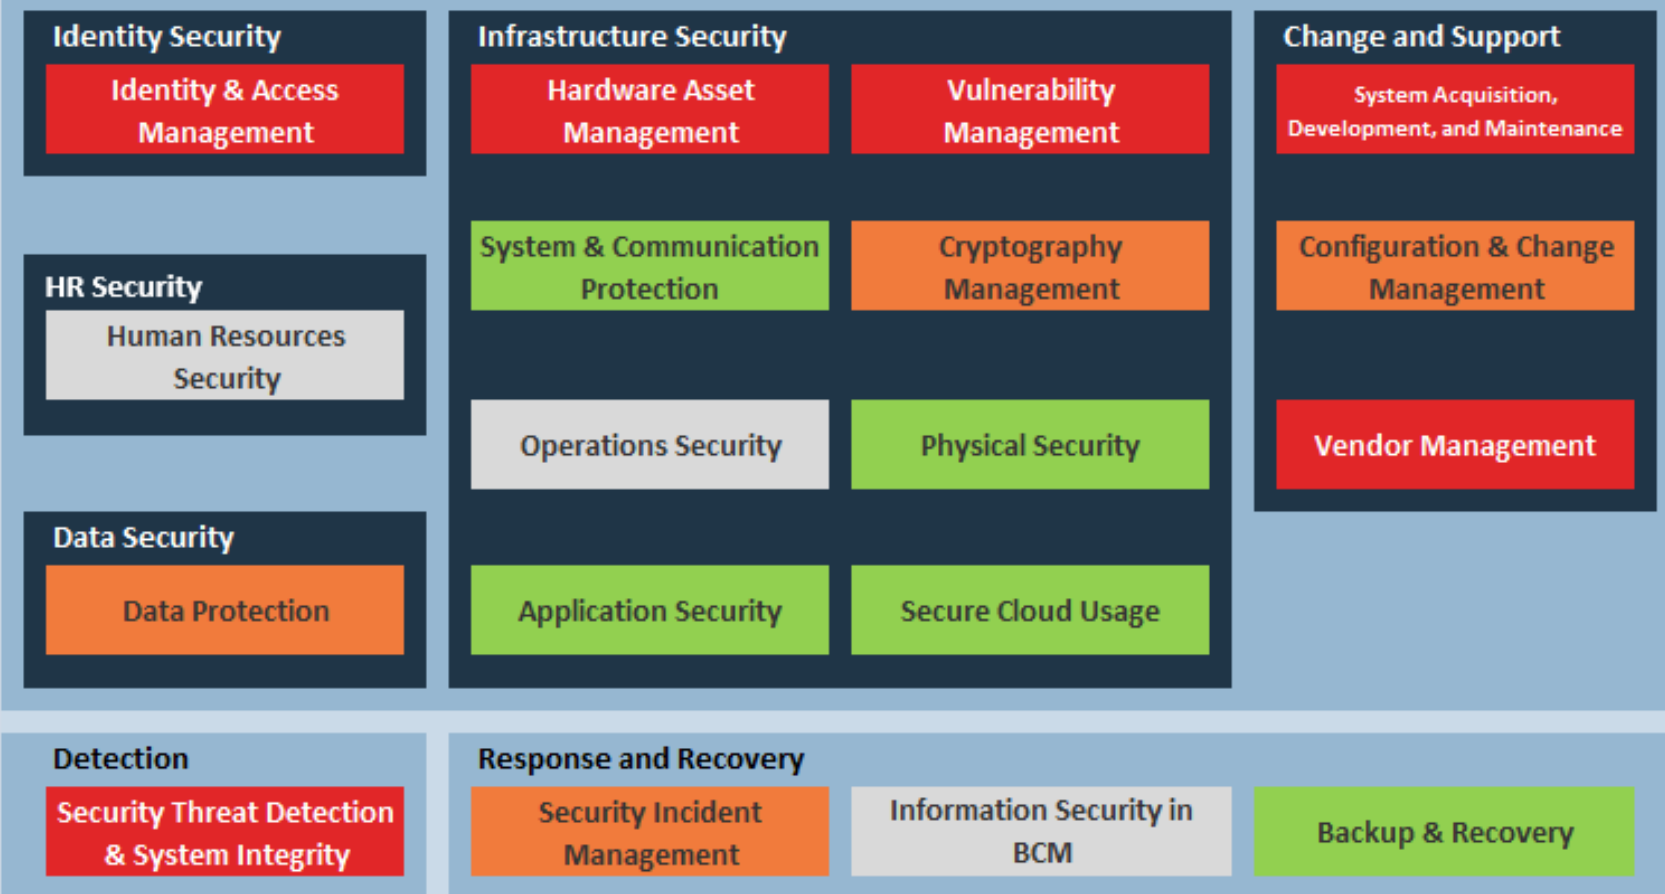 Identity Security
Identity & Access
Management
HR Security
Human Resources
Security
Data Security
Data Protection
Infrastructure Security
Hardware Asset
Management
Vulnerability
Management
System & Communication
Protection
Cryptography
Management
Operations Security
Physical Security
Application Security
Secure Cloud Usage
Change and Support
System Acquisition,
Development, and Maintenance
Configuration & Change
Management
Vendor Management
Detection
Security Threat Detection
& System Integrity
Response and Recovery
Security Incident
Management
Information Security in
BCM
Backup & Recovery